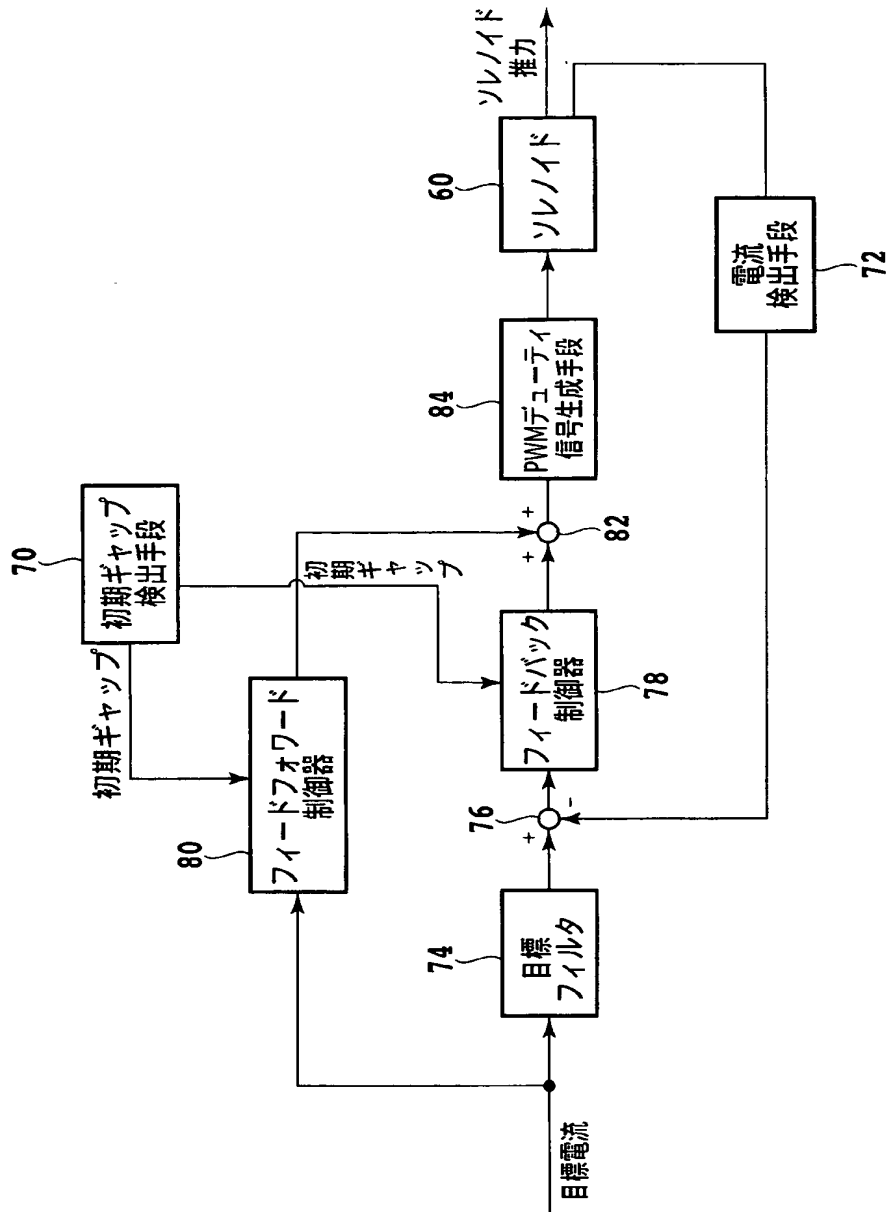 70
初期ギャップ
検出手段
初期ギャップ
初期
ギャップ
80
フィードフォワード
制御器
目標電流
74
目標
フィルタ
76
+
-
フィードバック
制御器
78
+
+
82
84
PWMデューティ
信号生成手段
60
ソレノイド
ソレノイド
推力
電流
検出手段
72